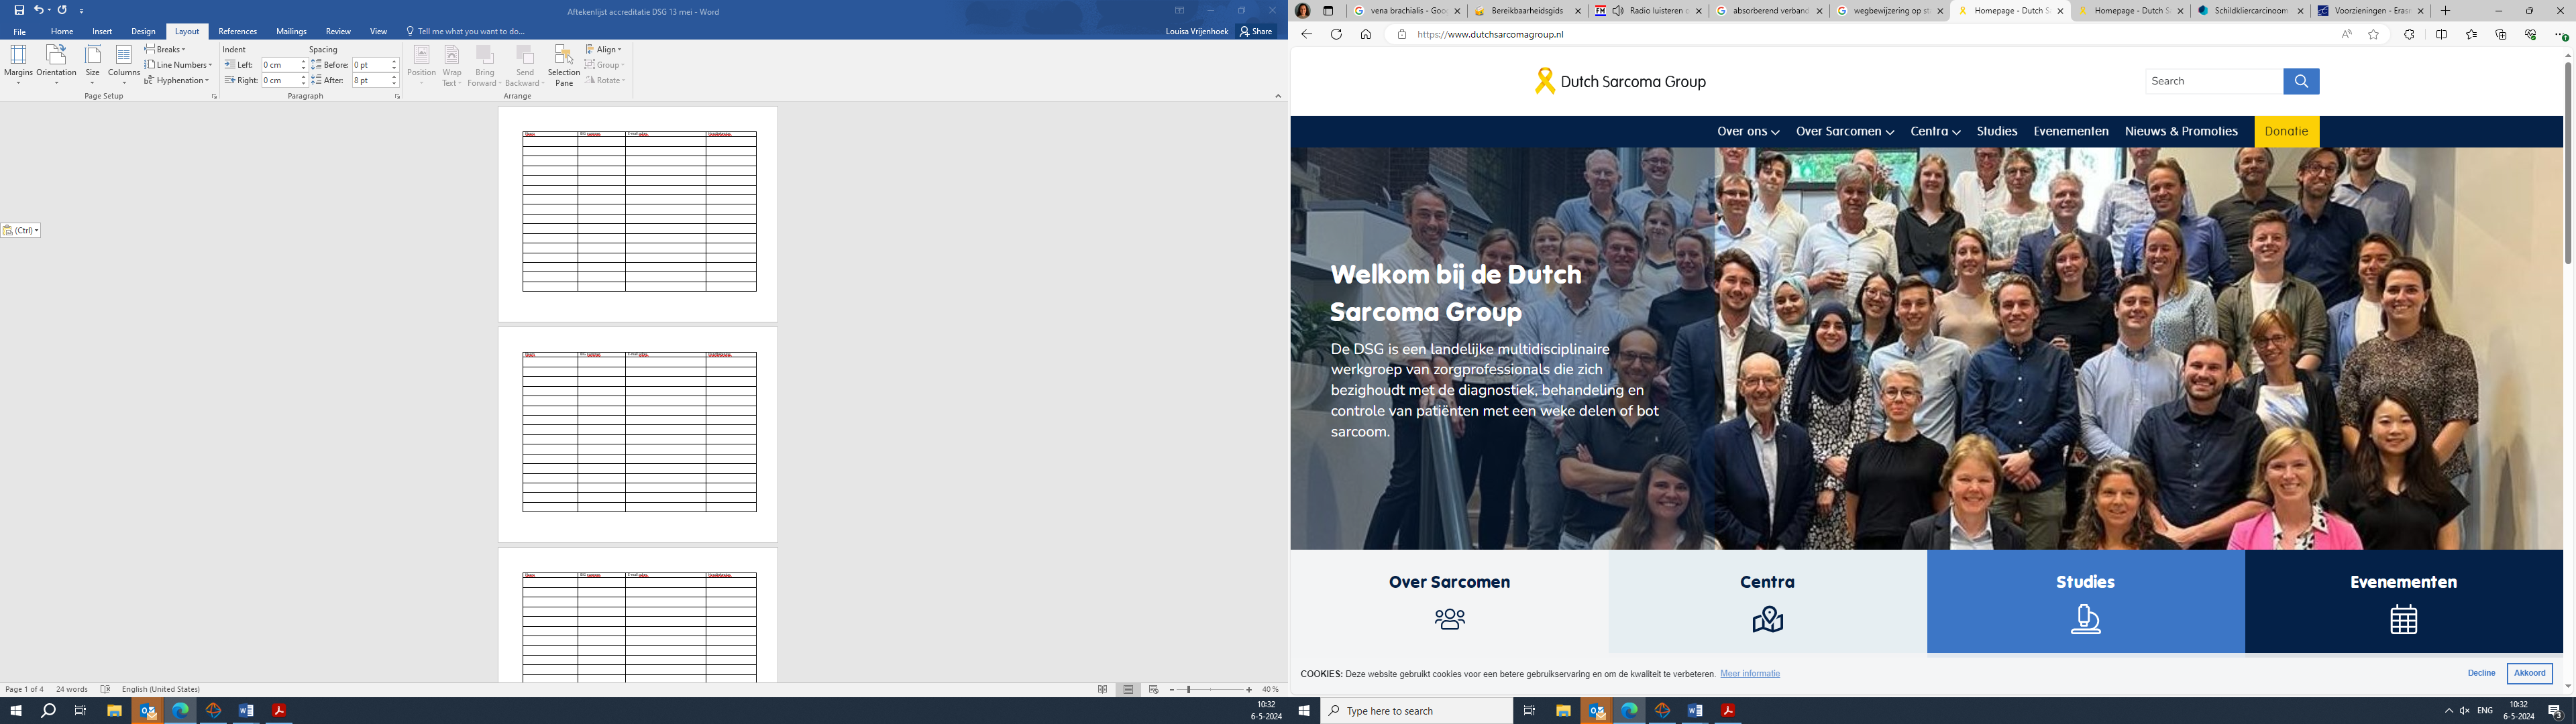 Aftekenlijst accreditatie DSG 13 mei - Word
File Home Insert Design Layout References Mailings Review View Tell me what you want to do... Louisa Vrijenhoek Share
Margins Orientation Size Columns
Breaks
Line Numbers
Hyphenation
Page Setup
Indent
Left: 0 cm
Right: 0 cm
Spacing
Before: 0 pt
After: 8 pt
Paragraph
Position Wrap Text Bring Forward Send Backward Selection Pane
Align
Group
Rotate
Arrange
(Ctrl)
Page 1 of 4 24 words English (United States) 40 %
10:32
6-5-2024
vena brachialis - Goo
Bereikbaarheidsgids
Radio luisteren o
absorberend verband
wegbewijzering op st
Homepage - Dutch S
Homepage - Dutch S
Schildkliercarcinoom
Voorzieningen - Eras
https://www.dutchsarcomagroup.nl
Dutch Sarcoma Group
Search
Over ons Over Sarcomen Centra Studies Evenementen Nieuws & Promoties Donatie
Welkom bij de Dutch
Sarcoma Group
De DSG is een landelijke multidisciplinaire
werkgroep van zorgprofessionals die zich
bezighoudt met de diagnostiek, behandeling en
controle van patiënten met een weke delen of bot
sarcoom.
Over Sarcomen Centra Studies Evenementen
COOKIES: Deze website gebruikt cookies voor een betere gebruikservaring en om de kwaliteit te verbeteren. Meer informatie Decline Akkoord
Type here to search
ENG
10:32
6-5-2024